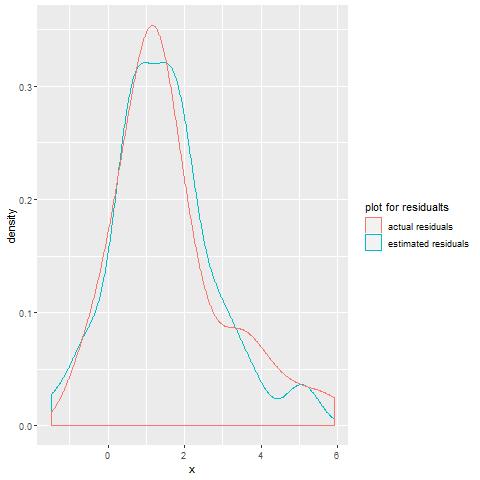 0.3
0.2
0.1
0.0
density
0
2
4
6
x
plot for residualts
actual residuals
estimated residuals